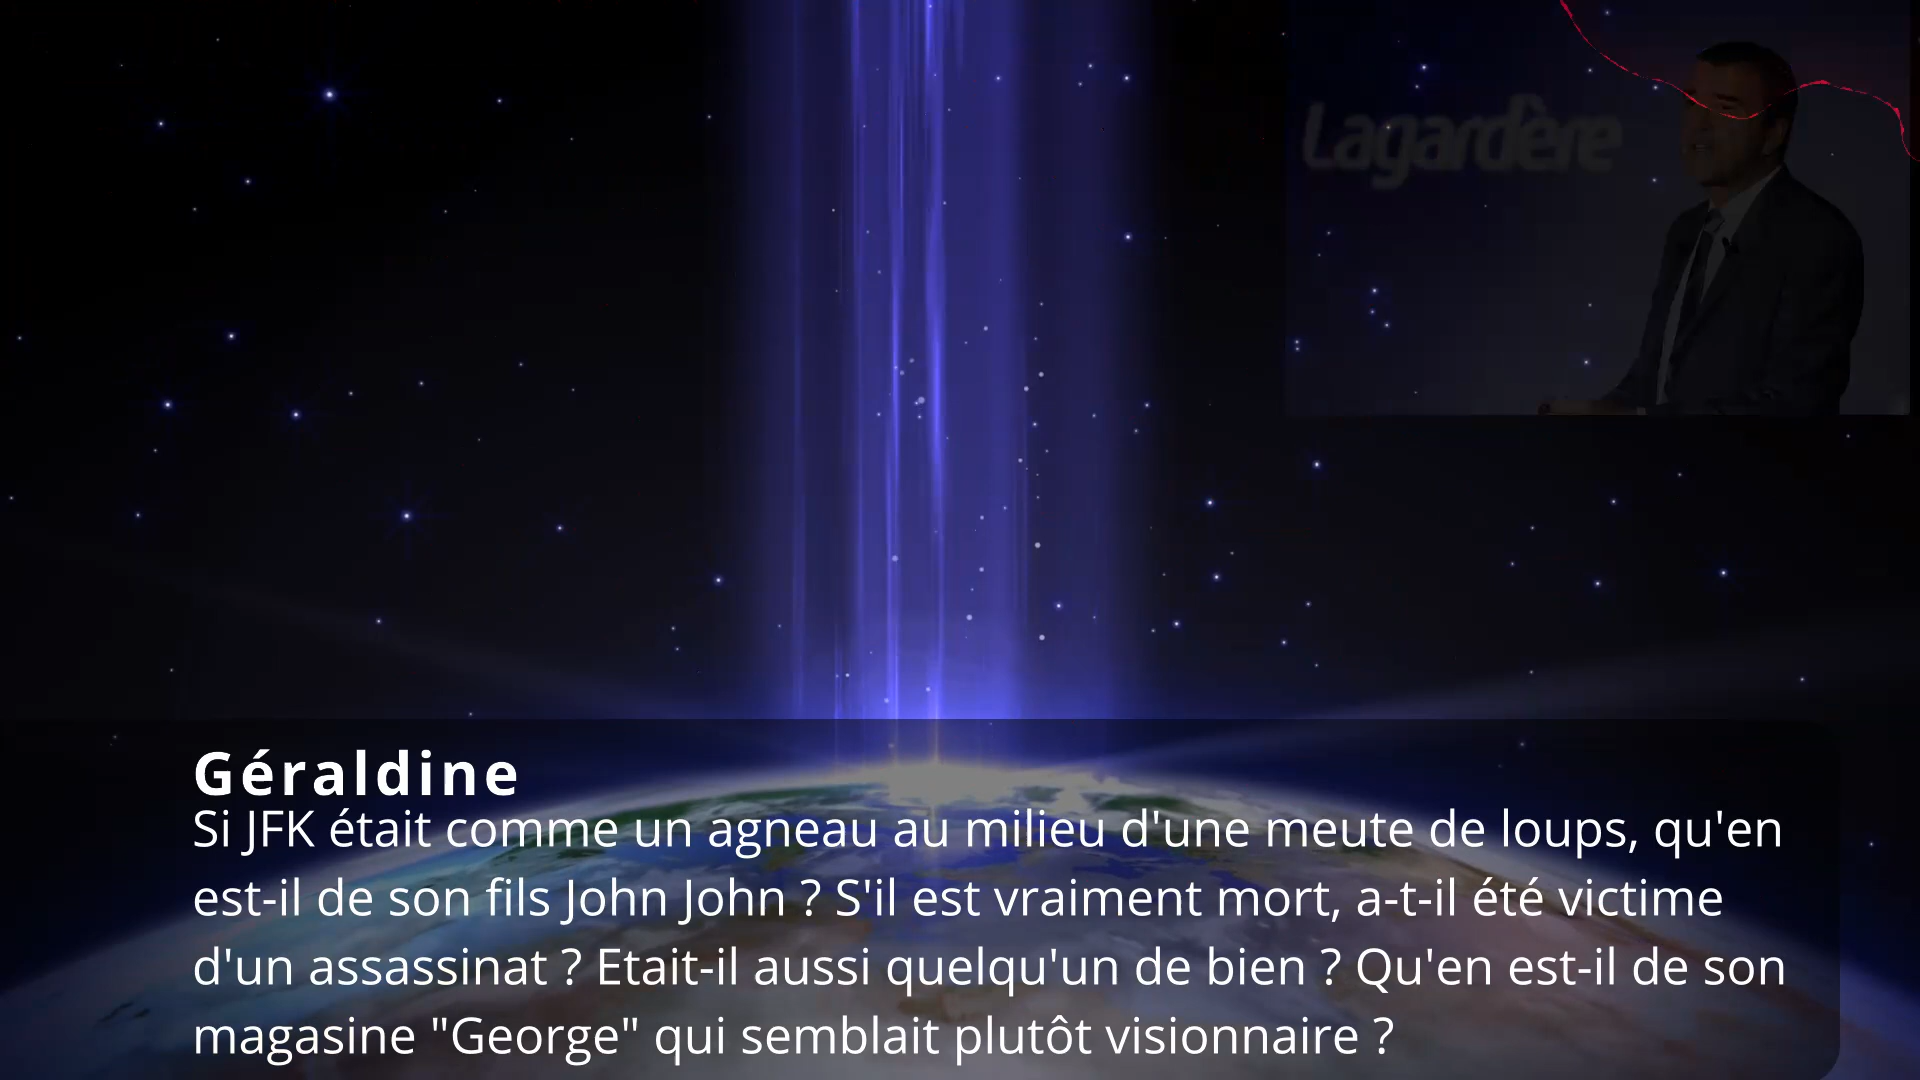 Lagardère
Géraldine
Si JFK était comme un agneau au milieu d'une meute de loups, qu'en
est-il de son fils John John ? S'il est vraiment mort, a-t-il été victime
d'un assassinat ? Etait-il aussi quelqu'un de bien ? Qu'en est-il de son
magasine "George" qui semblait plutôt visionnaire ?